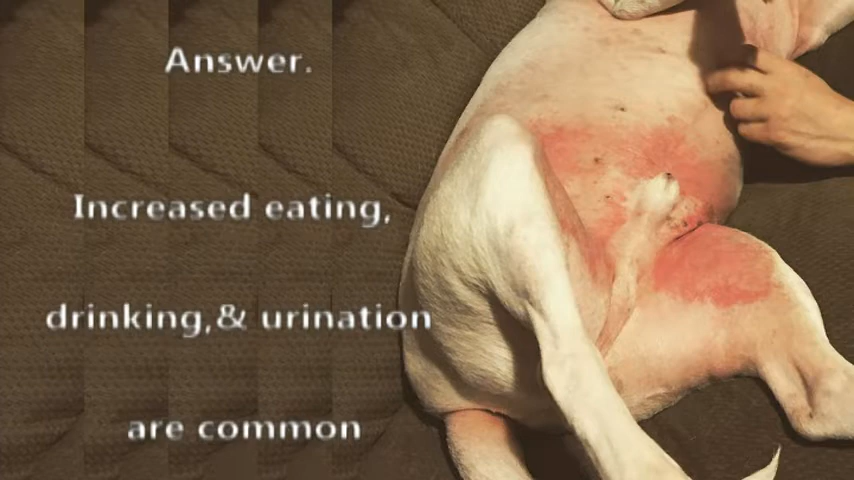 Answer.
Increased eating,
drinking,& urination
are common